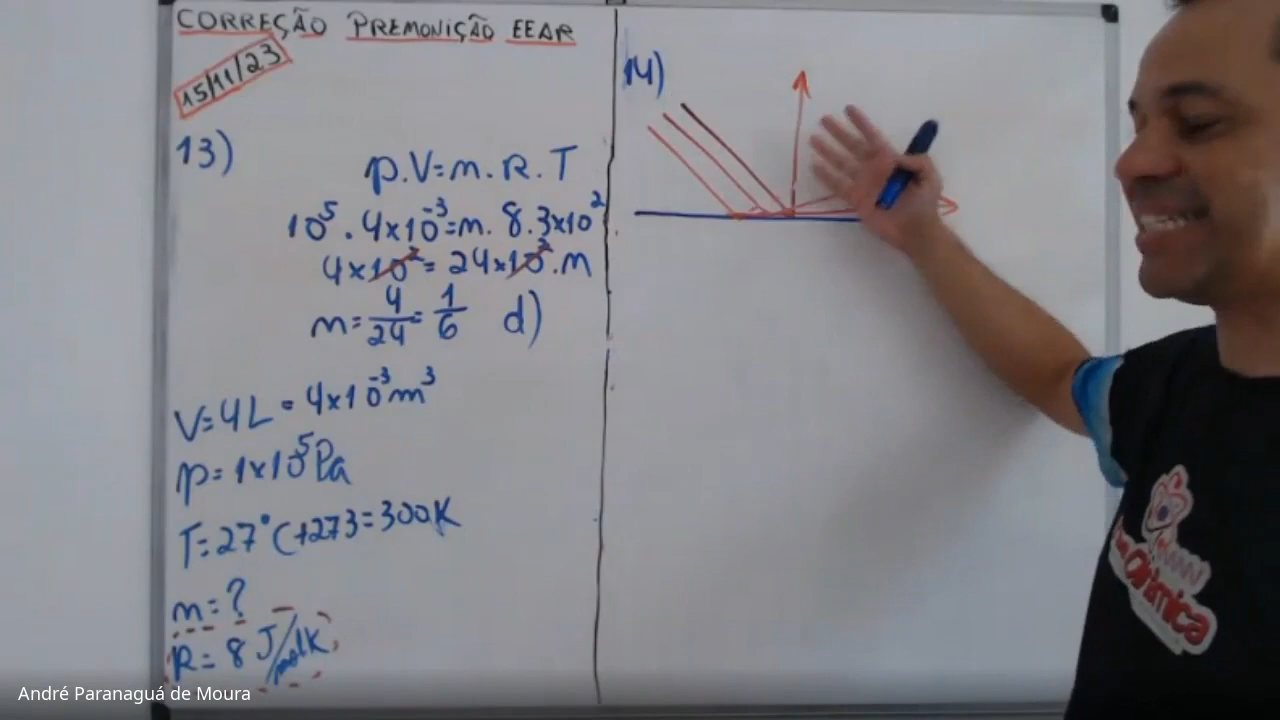 CORREÇÃO PREMONIÇÃO EEAR
15/11/23
13)
p.V=n.R.T
10⁵.4x10⁻³=n.8.3x10²
4x10²=24x10².n
n=4/24=1/6 d)
V=4L=4x10⁻³m³
p=1x10⁵Pa
T=27°C+273=300K
n=?
R=8 J/molK
14)
Dinâmica
André Paranaguá de Moura